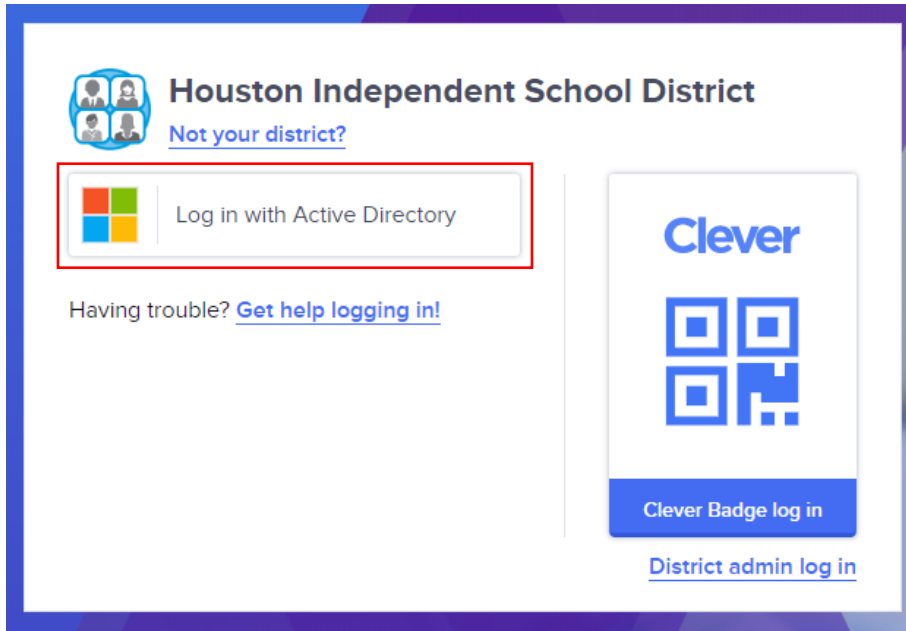 Houston Independent School District
Not your district?
Log in with Active Directory
Having trouble? Get help logging in!
Clever
Clever Badge log in
District admin log in